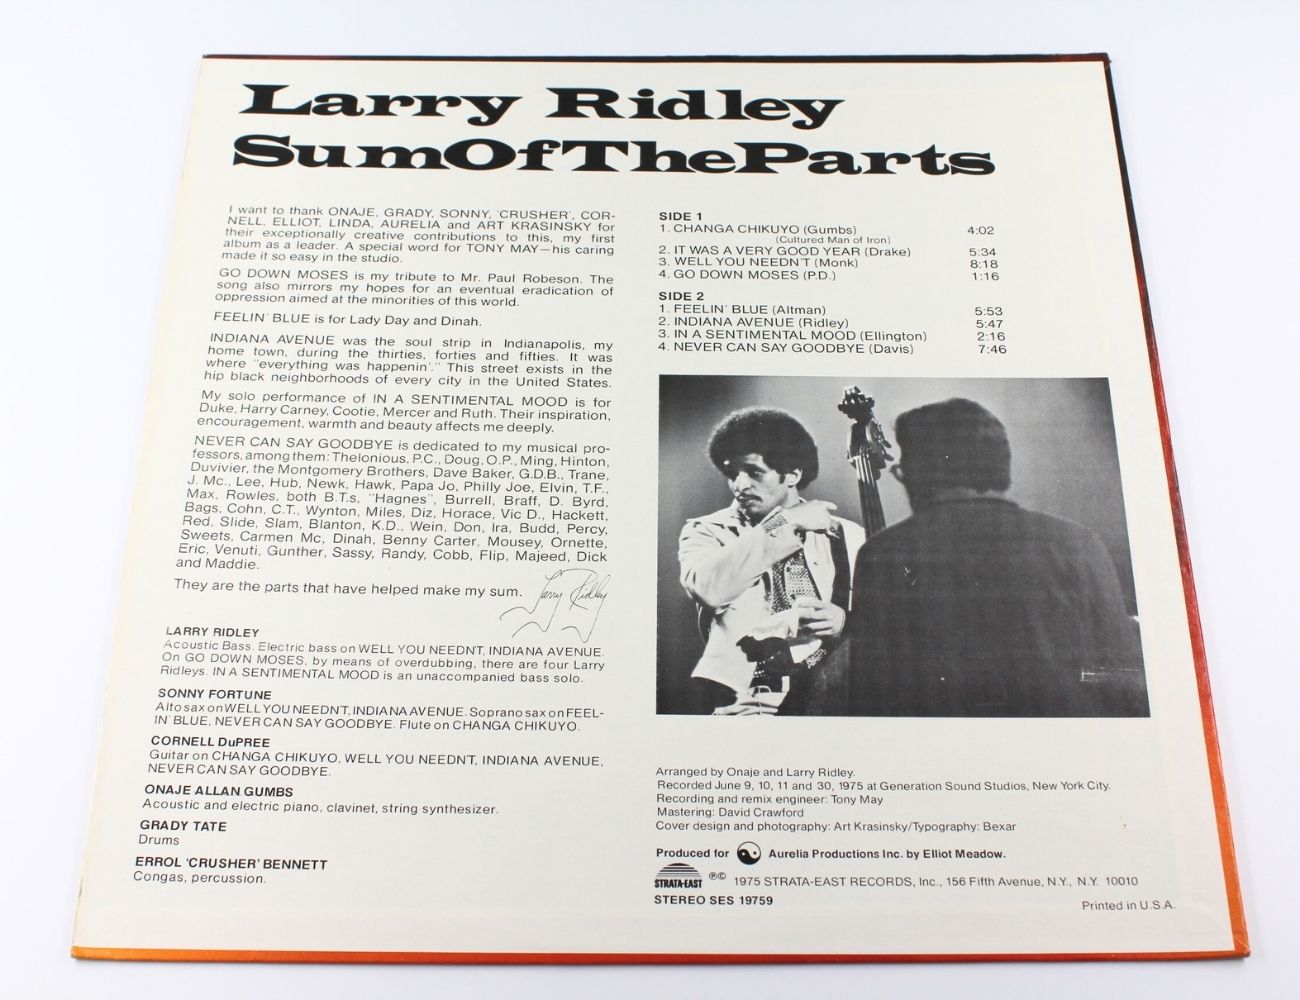 Larry Ridley
SumOfTheParts
I want to thank ONAJE, GRADY, SONNY, 'CRUSHER', COR-
NELL, ELLIOT, LINDA, AURELIA and ART KRASINSKY for
their exceptionally creative contributions to this, my first
album as a leader. A special word for TONY MAY—his caring
made it so easy in the studio.
GO DOWN MOSES is my tribute to Mr. Paul Robeson. The
song also mirrors my hopes for an eventual eradication of
oppression aimed at the minorities of this world.
FEELIN' BLUE is for Lady Day and Dinah.
INDIANA AVENUE was the soul strip in Indianapolis, my
home town, during the thirties, forties and fifties. It was
where "everything was happenin'." This street exists in the
hip black neighborhoods of every city in the United States.
My solo performance of IN A SENTIMENTAL MOOD is for
Duke, Harry Carney, Cootie, Mercer and Ruth. Their inspiration,
encouragement, warmth and beauty affects me deeply.
NEVER CAN SAY GOODBYE is dedicated to my musical pro-
fessors, among them: Thelonious, P.C., Doug, O.P., Ming, Hinton,
Duvivier, the Montgomery Brothers, Dave Baker, G.D.B., Trane,
J. Mc., Lee, Hub, Newk, Hawk, Papa Jo, Philly Joe, Elvin, T.F.,
Max, Rowles, both B.T.s, "Hagnes", Burrell, Braff, D. Byrd,
Bags, Cohn, C.T., Wynton, Miles, Diz, Horace, Vic D., Hackett,
Red, Slide, Slam, Blanton, K.D., Wein, Don, Ira, Budd, Percy,
Sweets, Carmen Mc, Dinah, Benny Carter, Mousey, Ornette,
Eric, Venuti, Gunther, Sassy, Randy, Cobb, Flip, Majeed, Dick
and Maddie.
They are the parts that have helped make my sum.
Larry Ridley
LARRY RIDLEY
Acoustic Bass. Electric bass on WELL YOU NEEDNT, INDIANA AVENUE.
On GO DOWN MOSES, by means of overdubbing, there are four Larry
Ridleys. IN A SENTIMENTAL MOOD is an unaccompanied bass solo.
SONNY FORTUNE
Alto sax on WELL YOU NEEDNT, INDIANA AVENUE. Soprano sax on FEEL-
IN' BLUE, NEVER CAN SAY GOODBYE. Flute on CHANGA CHIKUYO.
CORNELL DuPREE
Guitar on CHANGA CHIKUYO, WELL YOU NEEDNT, INDIANA AVENUE,
NEVER CAN SAY GOODBYE.
ONAJE ALLAN GUMBS
Acoustic and electric piano, clavinet, string synthesizer.
GRADY TATE
Drums
ERROL 'CRUSHER' BENNETT
Congas, percussion.
SIDE 1
1. CHANGA CHIKUYO (Gumbs) 4:02
(Cultured Man of Iron)
2. IT WAS A VERY GOOD YEAR (Drake) 5:34
3. WELL YOU NEEDN'T (Monk) 8:18
4. GO DOWN MOSES (P.D.) 1:16
SIDE 2
1. FEELIN' BLUE (Altman) 5:53
2. INDIANA AVENUE (Ridley) 5:47
3. IN A SENTIMENTAL MOOD (Ellington) 2:16
4. NEVER CAN SAY GOODBYE (Davis) 7:46
Arranged by Onaje and Larry Ridley.
Recorded June 9, 10, 11 and 30, 1975 at Generation Sound Studios, New York City.
Recording and remix engineer: Tony May
Mastering: David Crawford
Cover design and photography: Art Krasinsky/Typography: Bexar
Produced for Aurelia Productions Inc. by Elliot Meadow.
STRATA-EAST ℗© 1975 STRATA-EAST RECORDS, Inc., 156 Fifth Avenue, N.Y., N.Y. 10010
STEREO SES 19759
Printed in U.S.A.